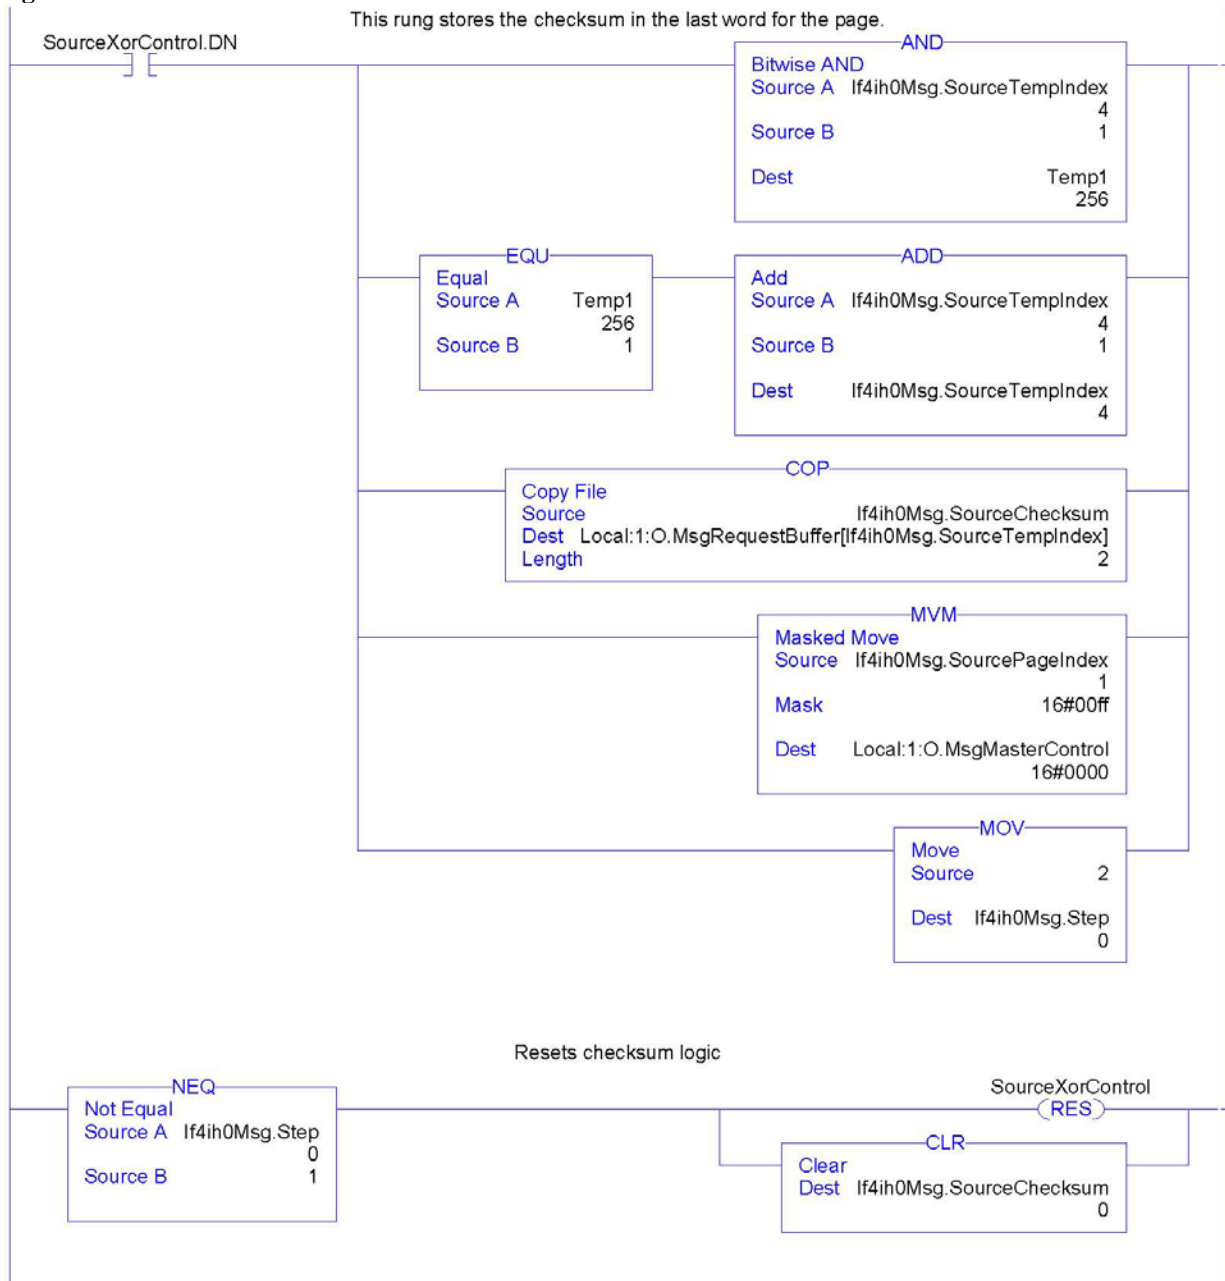 This rung stores the checksum in the last word for the page.
SourceXorControl.DN
AND
Bitwise AND
Source A If4ih0Msg.SourceTempIndex
4
Source B 1
Dest Temp1
256
EQU
Equal
Source A Temp1
256
Source B 1
ADD
Add
Source A If4ih0Msg.SourceTempIndex
4
Source B 1
Dest If4ih0Msg.SourceTempIndex
4
COP
Copy File
Source If4ih0Msg.SourceChecksum
Dest Local:1:O.MsgRequestBuffer[If4ih0Msg.SourceTempIndex]
Length 2
MVM
Masked Move
Source If4ih0Msg.SourcePageIndex
1
Mask 16#00ff
Dest Local:1:O.MsgMasterControl
16#0000
MOV
Move
Source 2
Dest If4ih0Msg.Step
0
Resets checksum logic
NEQ
Not Equal
Source A If4ih0Msg.Step
0
Source B 1
SourceXorControl
RES
CLR
Clear
Dest If4ih0Msg.SourceChecksum
0